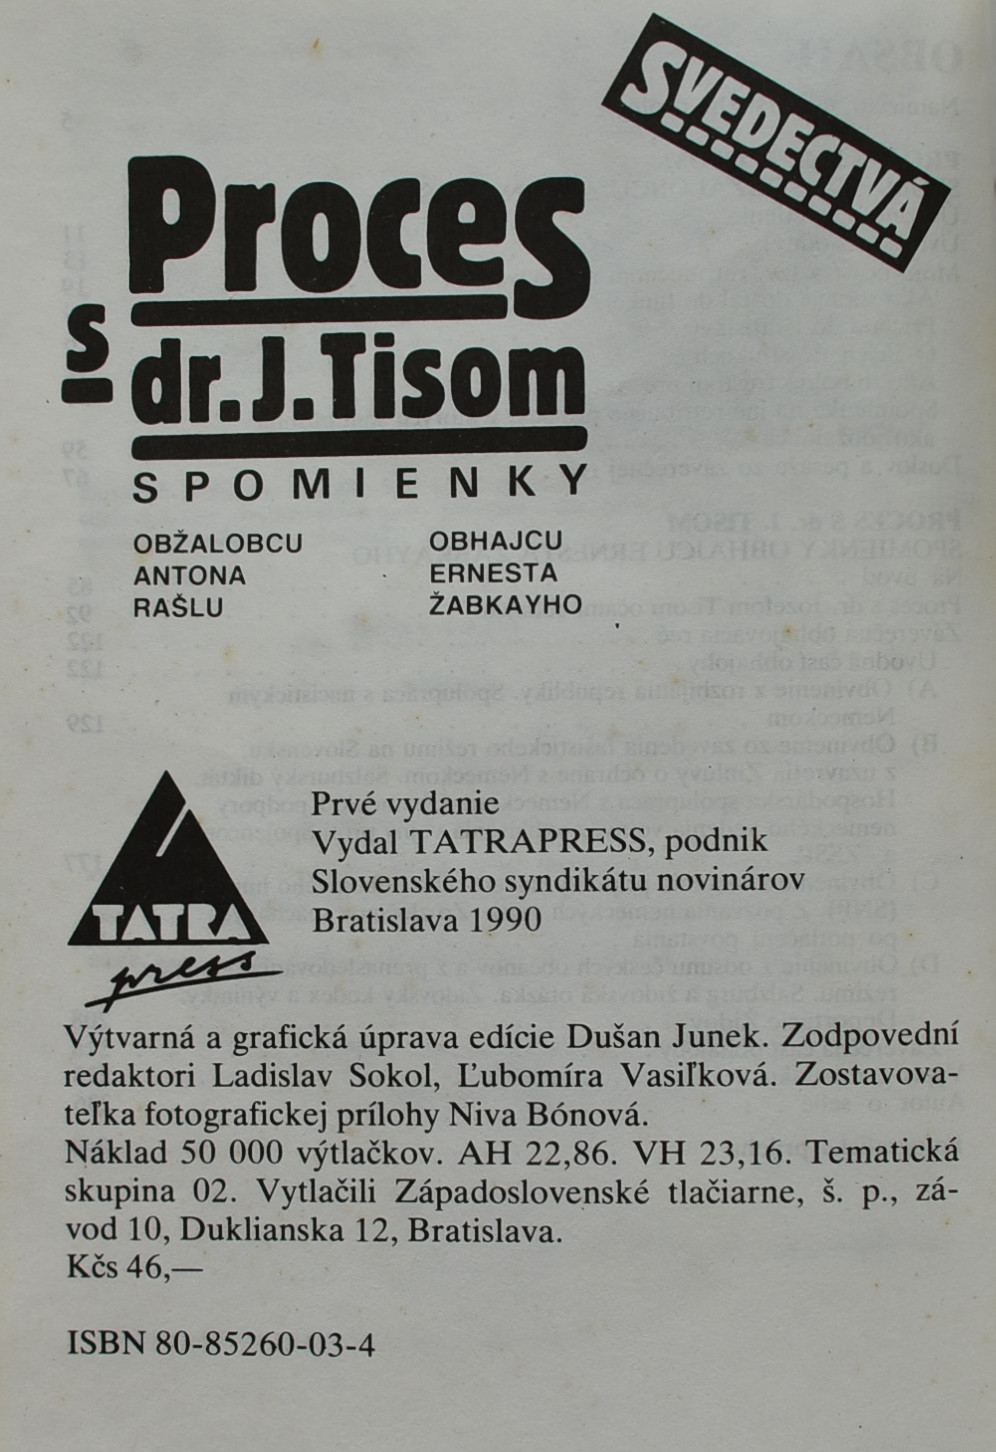 SVEDECTVÁ
Proces
s dr. J. Tisom
SPOMIENKY
OBŽALOBCU
ANTONA
RAŠLU
OBHAJCU
ERNESTA
ŽABKAYHO
TATRA
press
Prvé vydanie
Vydal TATRAPRESS, podnik
Slovenského syndikátu novinárov
Bratislava 1990
Výtvarná a grafická úprava edície Dušan Junek. Zodpovední
redaktori Ladislav Sokol, Ľubomíra Vasiľková. Zostavova-
teľka fotografickej prílohy Niva Bónová.
Náklad 50 000 výtlačkov. AH 22,86. VH 23,16. Tematická
skupina 02. Vytlačili Západoslovenské tlačiarne, š. p., zá-
vod 10, Duklianska 12, Bratislava.
Kčs 46,—
ISBN 80-85260-03-4